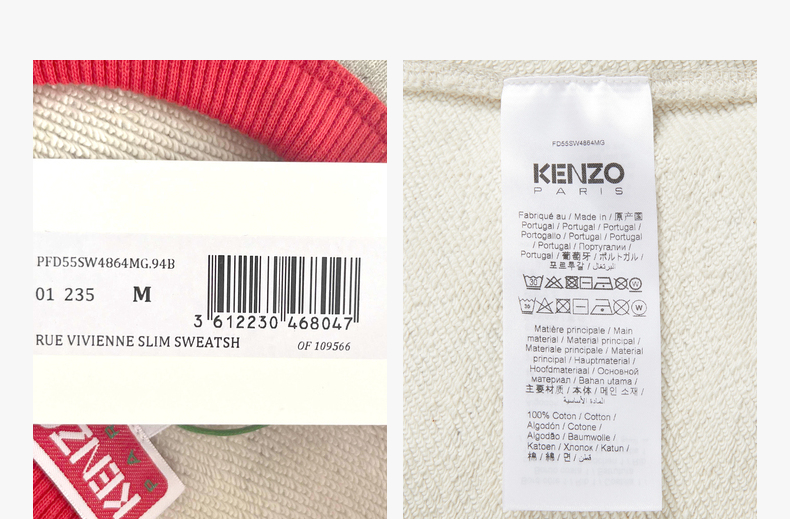 PFD55SW4864MG.94B
01 235 M
3 612230 468047
RUE VIVIENNE SLIM SWEATSH
OF 109566
KENZ
FD55SW4864MG
KENZO
PARIS
Fabriqué au / Made in / 原产国
Portugal / Portugal / Portugal /
Portogallo / Portugal / Portugal
/ Portugal / Португалии /
Portugal / 葡萄牙 / ポルトガル /
포르투갈 / البرتغال
Matière principale / Main
material / Material principal /
Materiale principale / Material
principal / Hauptmaterial /
Hoofdmateriaal / Основной
материал / Bahan utama /
主要材质 / 本体 / 메인 소재 /
المادة الأساسية
100% Coton / Cotton /
Algodón / Cotone /
Algodão / Baumwolle /
Katoen / Хлопок / Katun /
棉 / 綿 / 면 / قطن